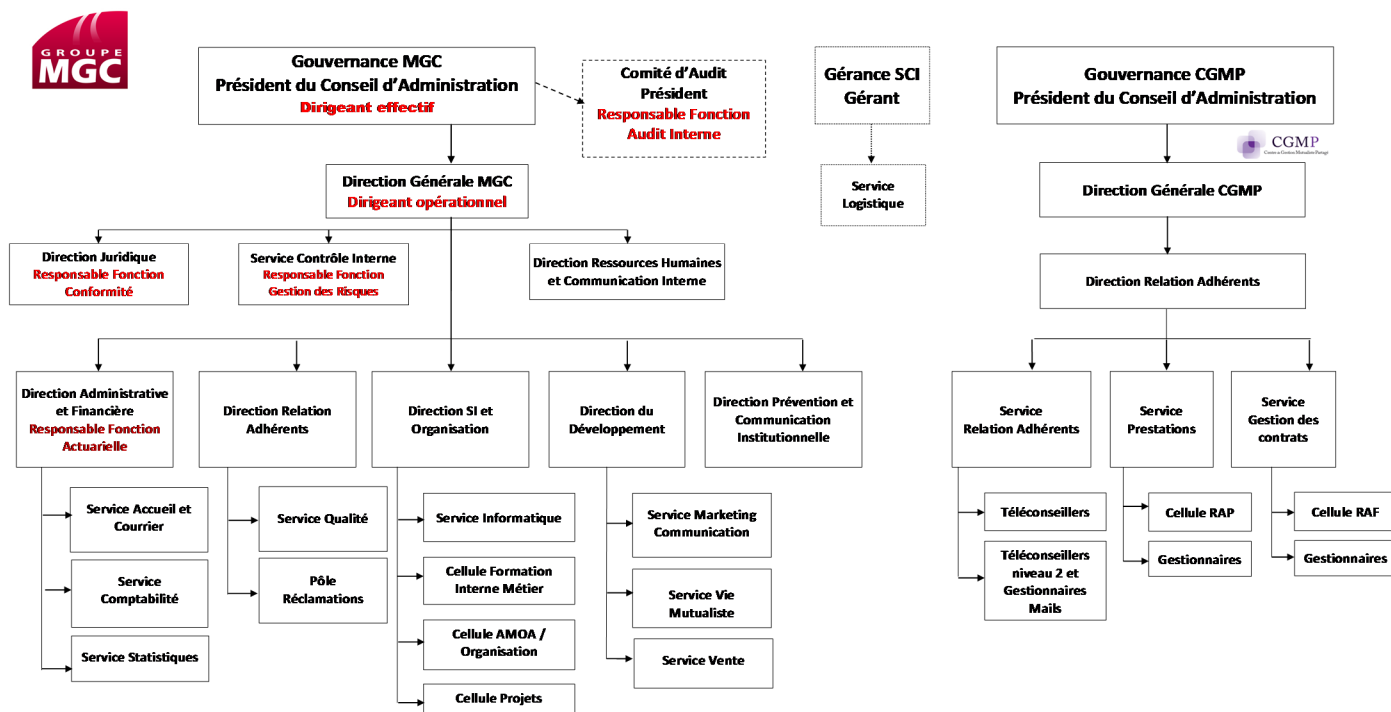 GROUPE
MGC
Gouvernance MGC
Président du Conseil d'Administration
Dirigeant effectif
Comité d'Audit
Président
Responsable Fonction
Audit Interne
Gérance SCI
Gérant
Gouvernance CGMP
Président du Conseil d'Administration
CGMP
Direction Générale MGC
Dirigeant opérationnel
Service
Logistique
Direction Générale CGMP
Direction Juridique
Responsable Fonction
Conformité
Service Contrôle Interne
Responsable Fonction
Gestion des Risques
Direction Ressources Humaines
et Communication Interne
Direction Relation Adhérents
Direction Administrative
et Financière
Responsable Fonction
Actuarielle
Direction Relation
Adhérents
Direction SI et
Organisation
Direction du
Développement
Direction Prévention et
Communication
Institutionnelle
Service
Relation Adhérents
Service
Prestations
Service
Gestion des
contrats
Service Accueil et
Courrier
Service
Comptabilité
Service Statistiques
Service Qualité
Pôle
Réclamations
Service Informatique
Cellule Formation
Interne Métier
Cellule AMOA /
Organisation
Cellule Projets
Service Marketing
Communication
Service Vie
Mutualiste
Service Vente
Téléconseillers
Téléconseillers
niveau 2 et
Gestionnaires
Mails
Cellule RAP
Gestionnaires
Cellule RAF
Gestionnaires